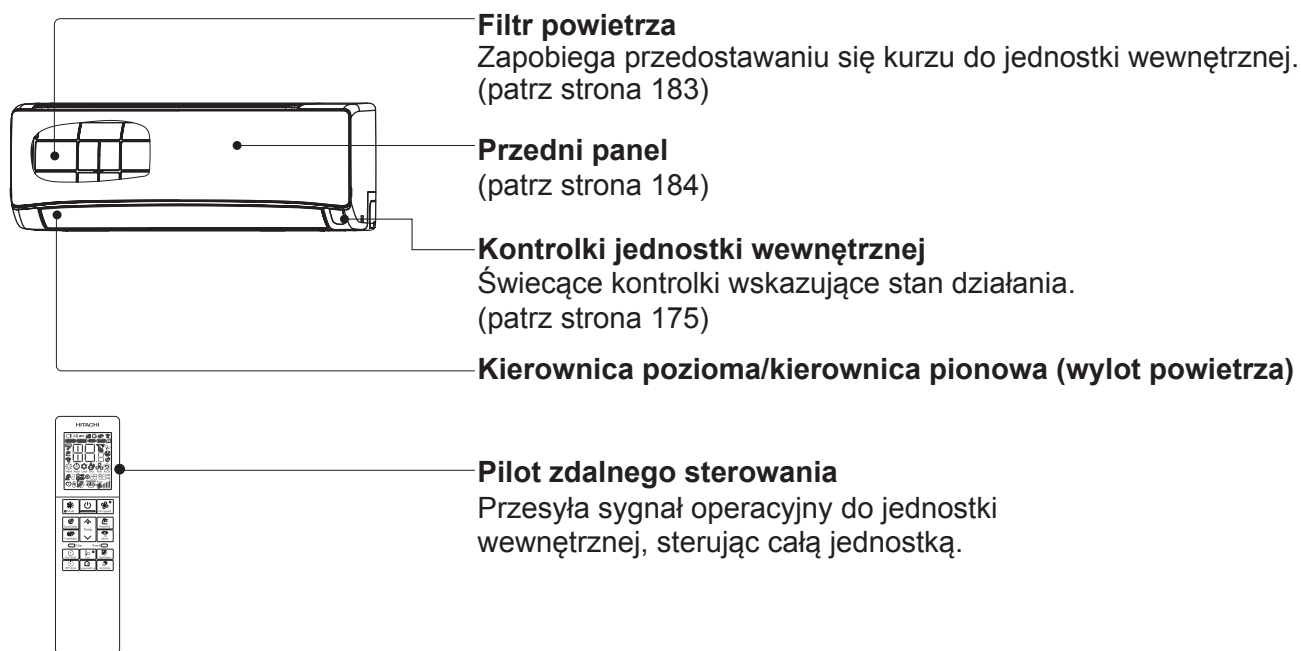 Filtr powietrza
Zapobiega przedostawaniu się kurzu do jednostki wewnętrznej.
(patrz strona 183)
Przedni panel
(patrz strona 184)
Kontrolki jednostki wewnętrznej
Świecące kontrolki wskazujące stan działania.
(patrz strona 175)
Kierownica pozioma/kierownica pionowa (wylot powietrza)
HITACHI
Pilot zdalnego sterowania
Przesyła sygnał operacyjny do jednostki
wewnętrznej, sterując całą jednostką.